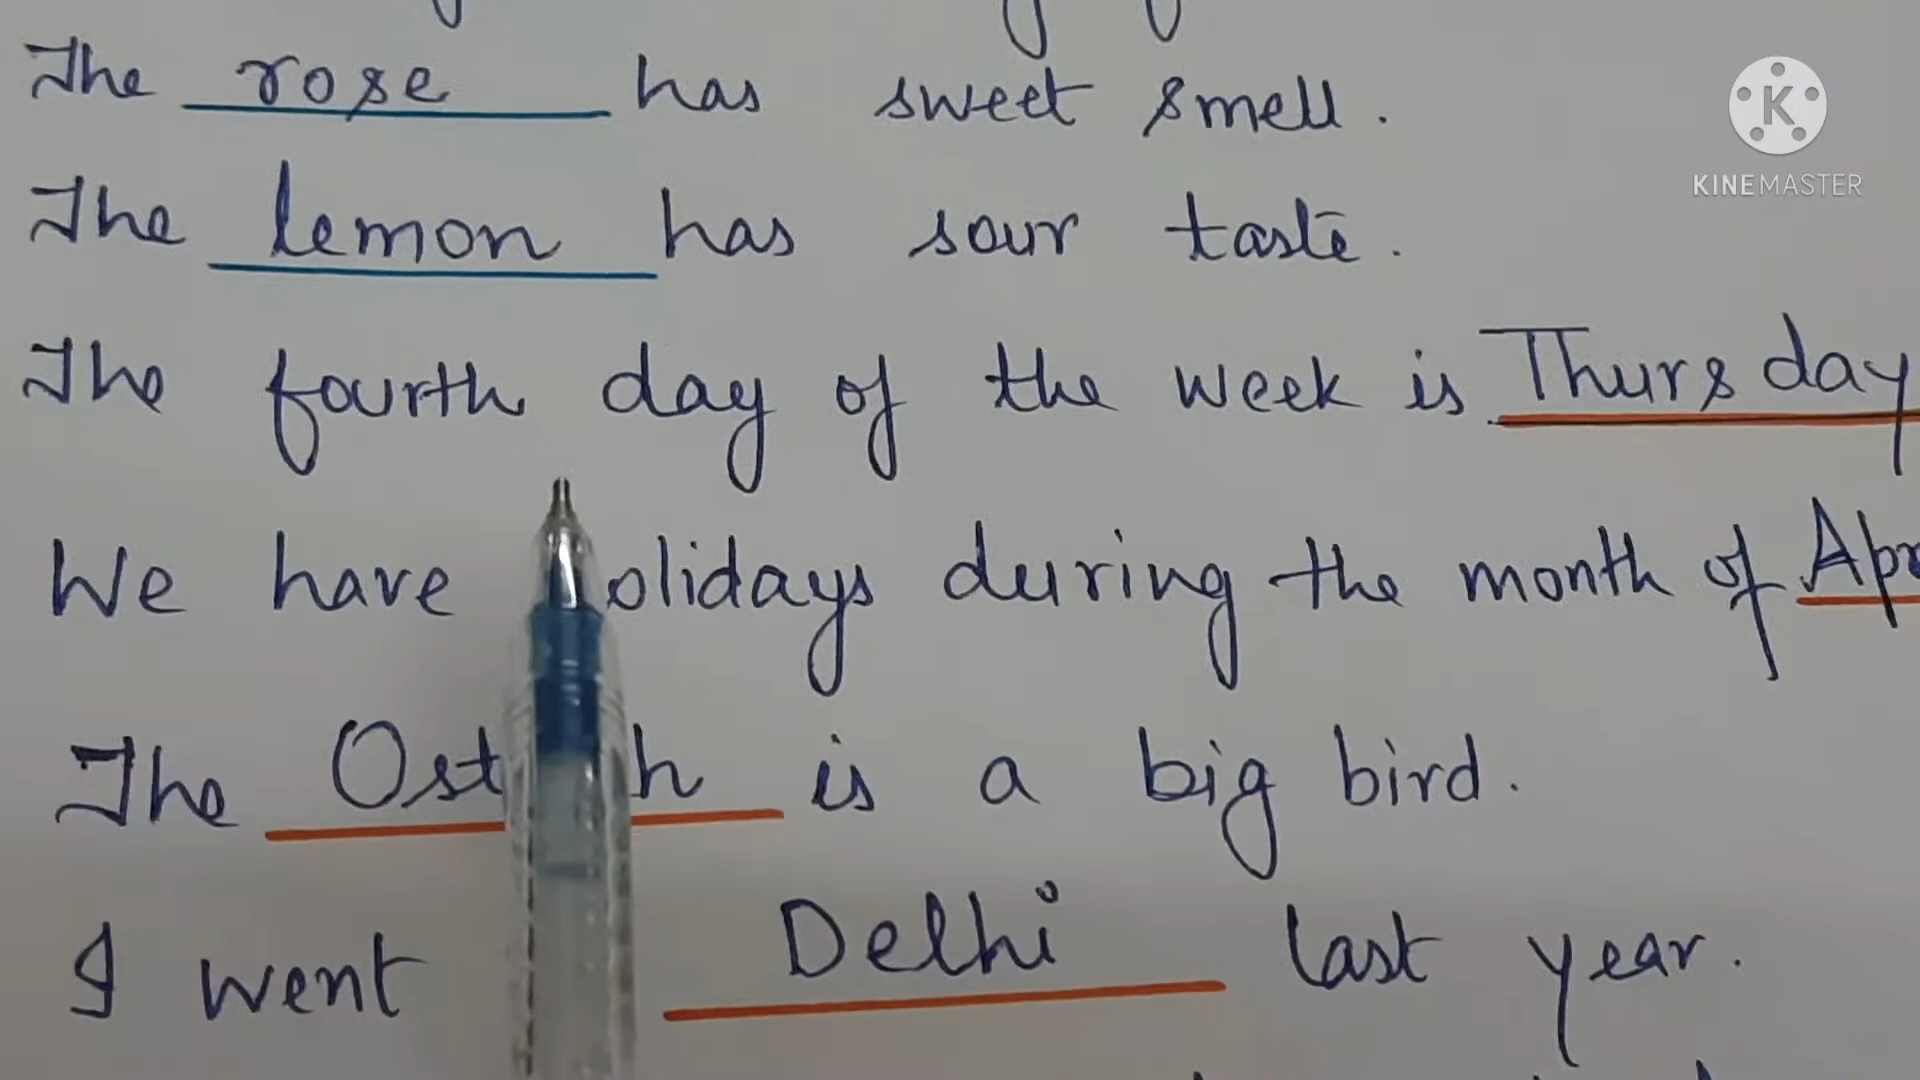 The rose has sweet smell.
KINEMASTER
The lemon has sour taste.
The fourth day of the week is Thursday
We have olidays during the month of Apr
The Ost h is a big bird.
I went Delhi last year.